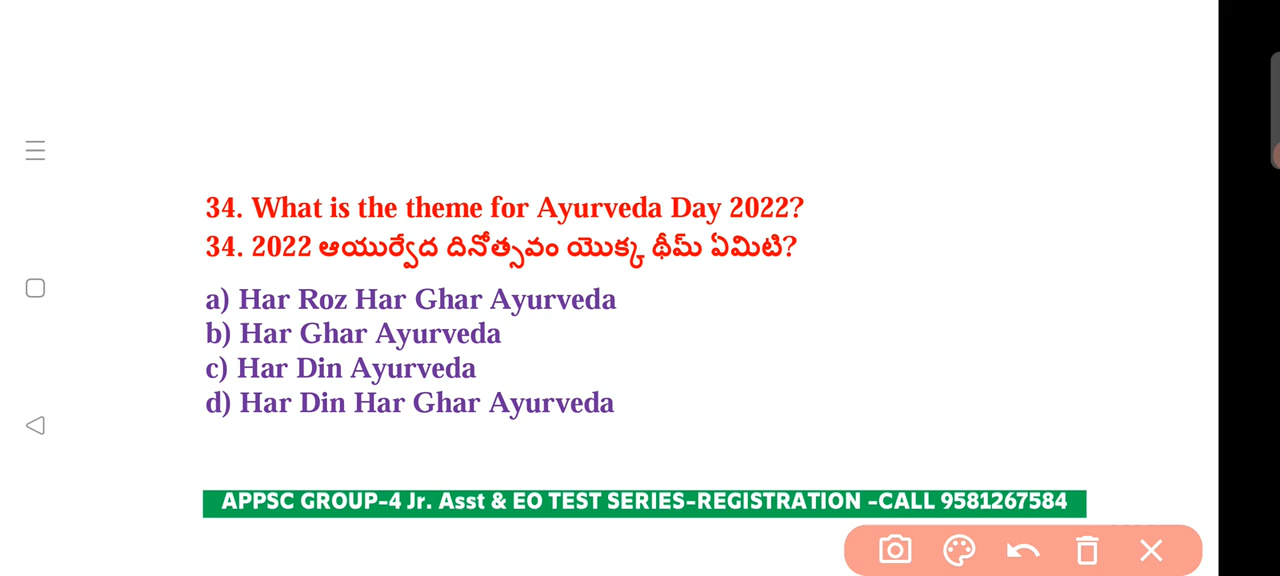 34. What is the theme for Ayurveda Day 2022?
34. 2022 ఆయుర్వేద దినోత్సవం యొక్క థీమ్ ఏమిటి?
a) Har Roz Har Ghar Ayurveda
b) Har Ghar Ayurveda
c) Har Din Ayurveda
d) Har Din Har Ghar Ayurveda
APPSC GROUP-4 Jr. Asst & EO TEST SERIES-REGISTRATION -CALL 9581267584